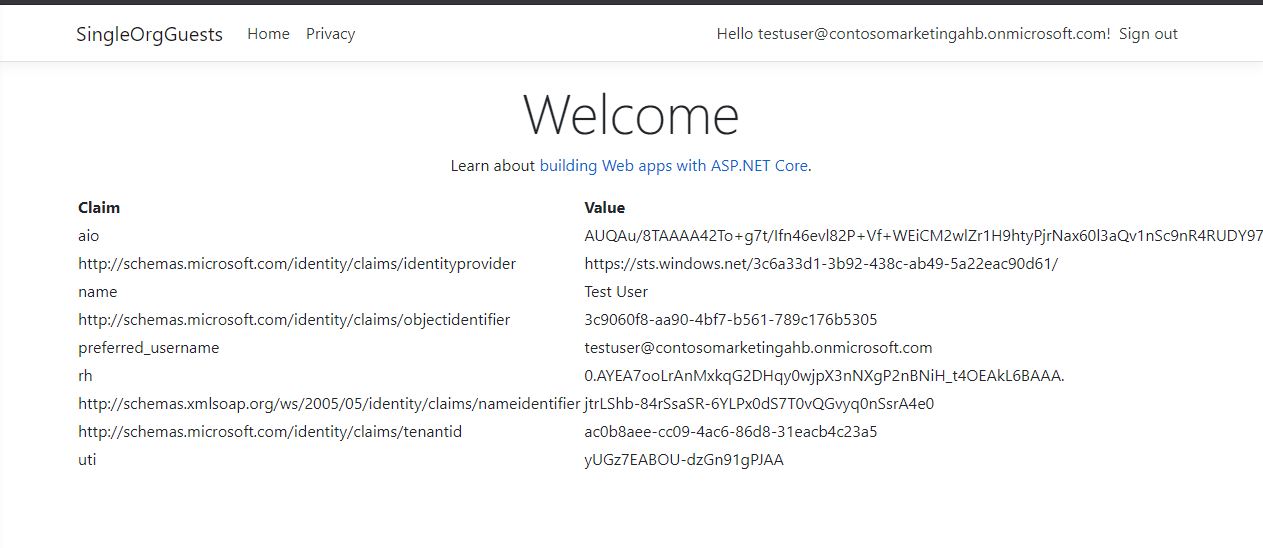 SingleOrgGuests Home Privacy Hello testuser@contosomarketingahb.onmicrosoft.com! Sign out
Welcome
Learn about building Web apps with ASP.NET Core.
Claim Value
aio AUQAu/8TAAAA42To+g7t/Ifn46evl82P+Vf+WEiCM2wlZr1H9htyPjrNax60l3aQv1nSc9nR4RUDY97
http://schemas.microsoft.com/identity/claims/identityprovider https://sts.windows.net/3c6a33d1-3b92-438c-ab49-5a22eac90d61/
name Test User
http://schemas.microsoft.com/identity/claims/objectidentifier 3c9060f8-aa90-4bf7-b561-789c176b5305
preferred_username testuser@contosomarketingahb.onmicrosoft.com
rh 0.AYEA7ooLrAnMxkqG2DHqy0wjpX3nNXgP2nBNiH_t4OEAkL6BAAA.
http://schemas.xmlsoap.org/ws/2005/05/identity/claims/nameidentifier jtrLShb-84rSsaSR-6YLPx0dS7T0vQGvyq0nSsrA4e0
http://schemas.microsoft.com/identity/claims/tenantid ac0b8aee-cc09-4ac6-86d8-31eacb4c23a5
uti yUGz7EABOU-dzGn91gPJAA